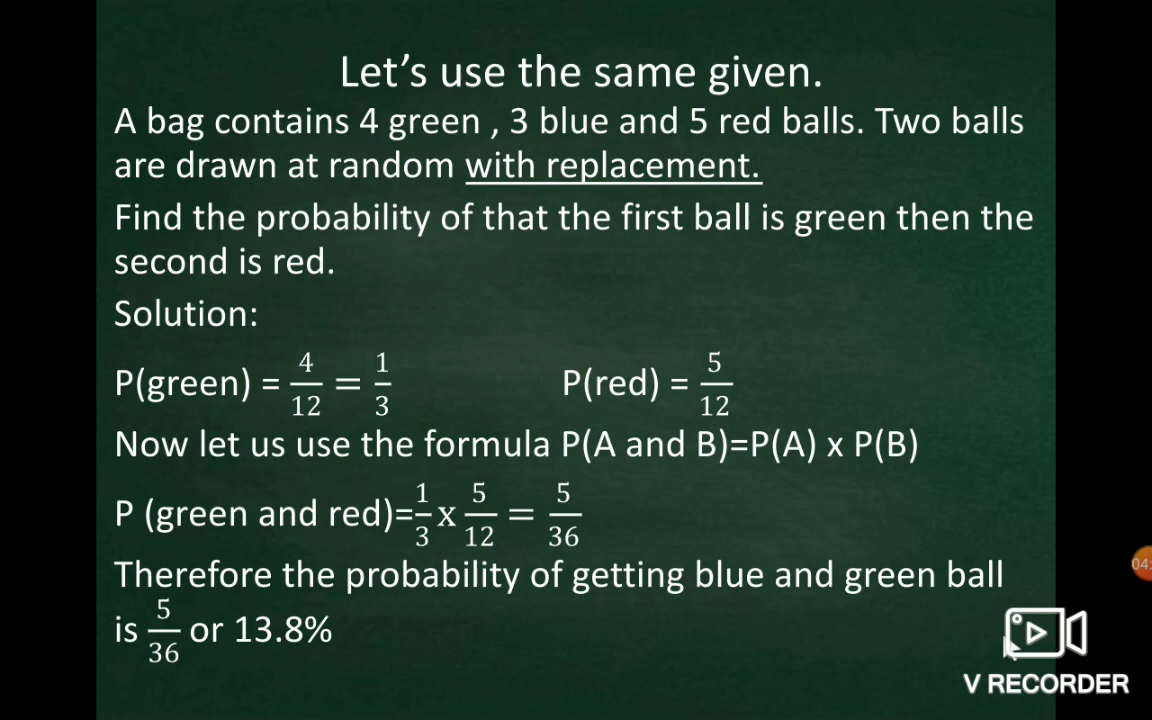 Let’s use the same given.
A bag contains 4 green , 3 blue and 5 red balls. Two balls
are drawn at random with replacement.
Find the probability of that the first ball is green then the
second is red.
Solution:
P(green) = 4/12 = 1/3 P(red) = 5/12
Now let us use the formula P(A and B)=P(A) x P(B)
P (green and red)=1/3 x 5/12 = 5/36
Therefore the probability of getting blue and green ball
is 5/36 or 13.8%
04:
V RECORDER